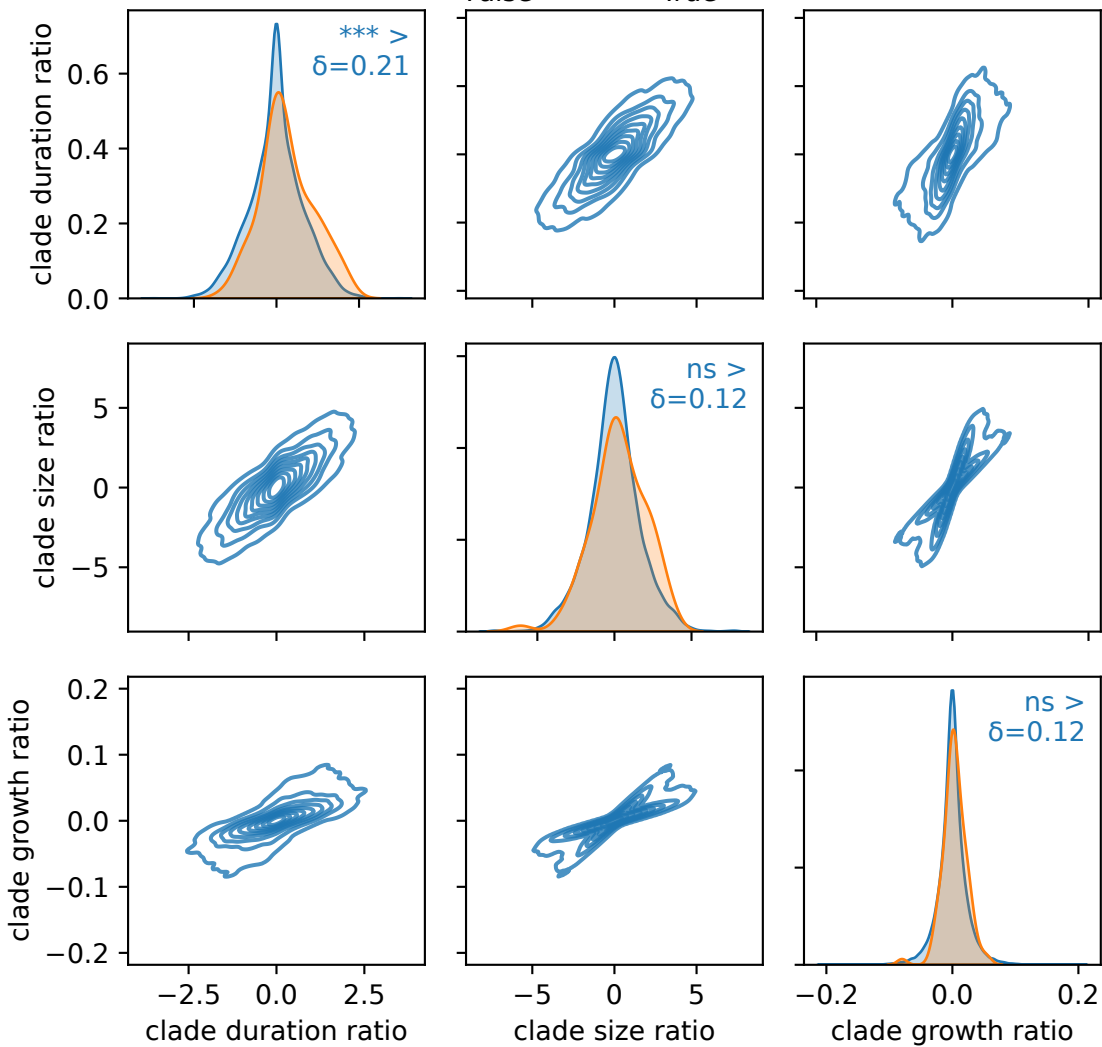 clade duration ratio
0.6
0.4
0.2
0.0
*** >
δ=0.21
clade size ratio
5
0
−5
ns >
δ=0.12
clade growth ratio
0.2
0.1
0.0
−0.1
−0.2
ns >
δ=0.12
−2.5 0.0 2.5
clade duration ratio
−5 0 5
clade size ratio
−0.2 0.0 0.2
clade growth ratio